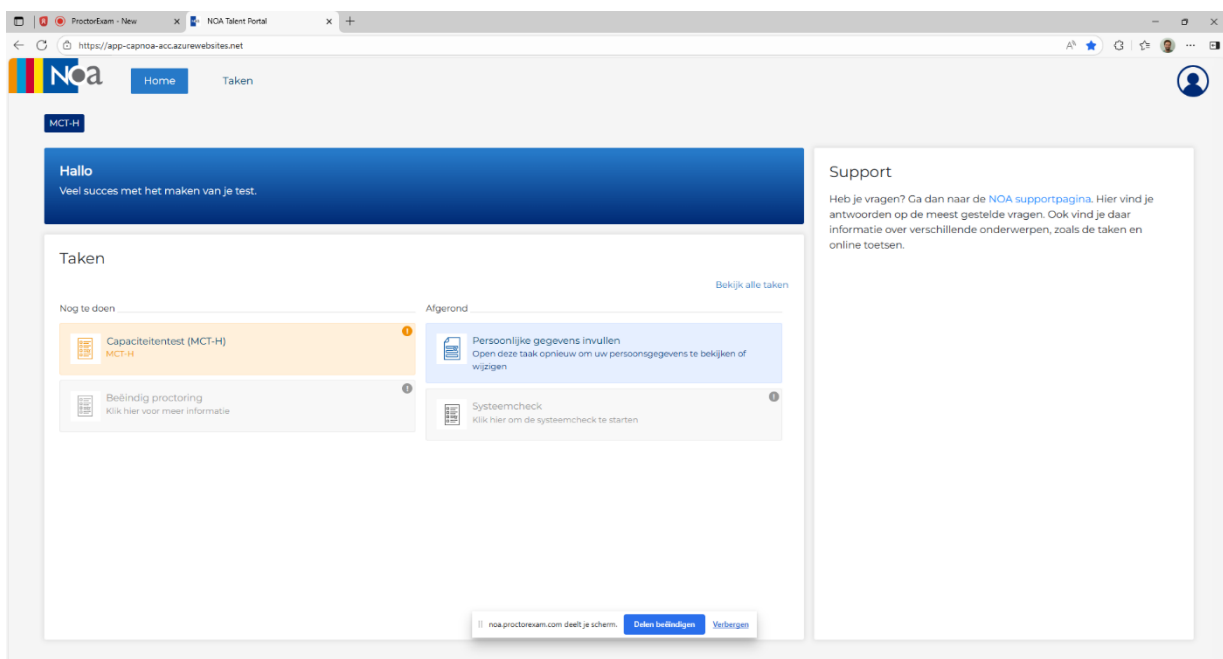 ProctorExam - New
NOA Talent Portal
https://app-capnoa-acc.azurewebsites.net
Noa
Home
Taken
MCT-H
Hallo
Veel succes met het maken van je test.
Taken
Bekijk alle taken
Nog te doen
Capaciteitentest (MCT-H)
MCT-H
Beëindig proctoring
Klik hier voor meer informatie
Afgerond
Persoonlijke gegevens invullen
Open deze taak opnieuw om uw persoonsgegevens te bekijken of
wijzigen
Systeemcheck
Klik hier om de systeemcheck te starten
Support
Heb je vragen? Ga dan naar de NOA supportpagina. Hier vind je
antwoorden op de meest gestelde vragen. Ook vind je daar
informatie over verschillende onderwerpen, zoals de taken en
online toetsen.
noa.proctorexam.com deelt je scherm.
Delen beëindigen
Verbergen